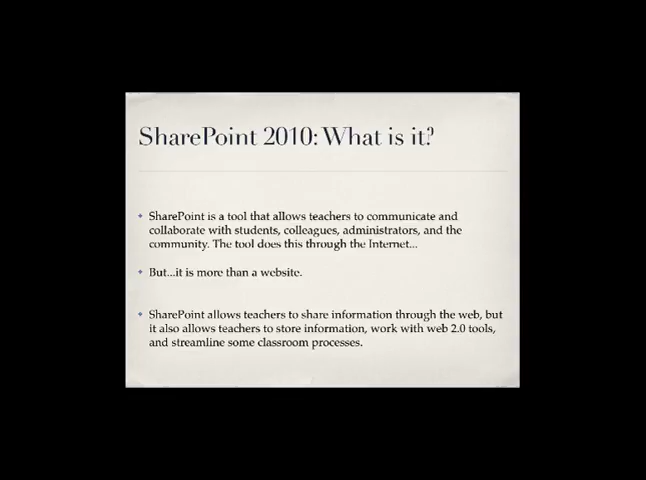 SharePoint 2010: What is it?
SharePoint is a tool that allows teachers to communicate and
collaborate with students, colleagues, administrators, and the
community. The tool does this through the Internet...
But...it is more than a website.
SharePoint allows teachers to share information through the web, but
it also allows teachers to store information, work with web 2.0 tools,
and streamline some classroom processes.